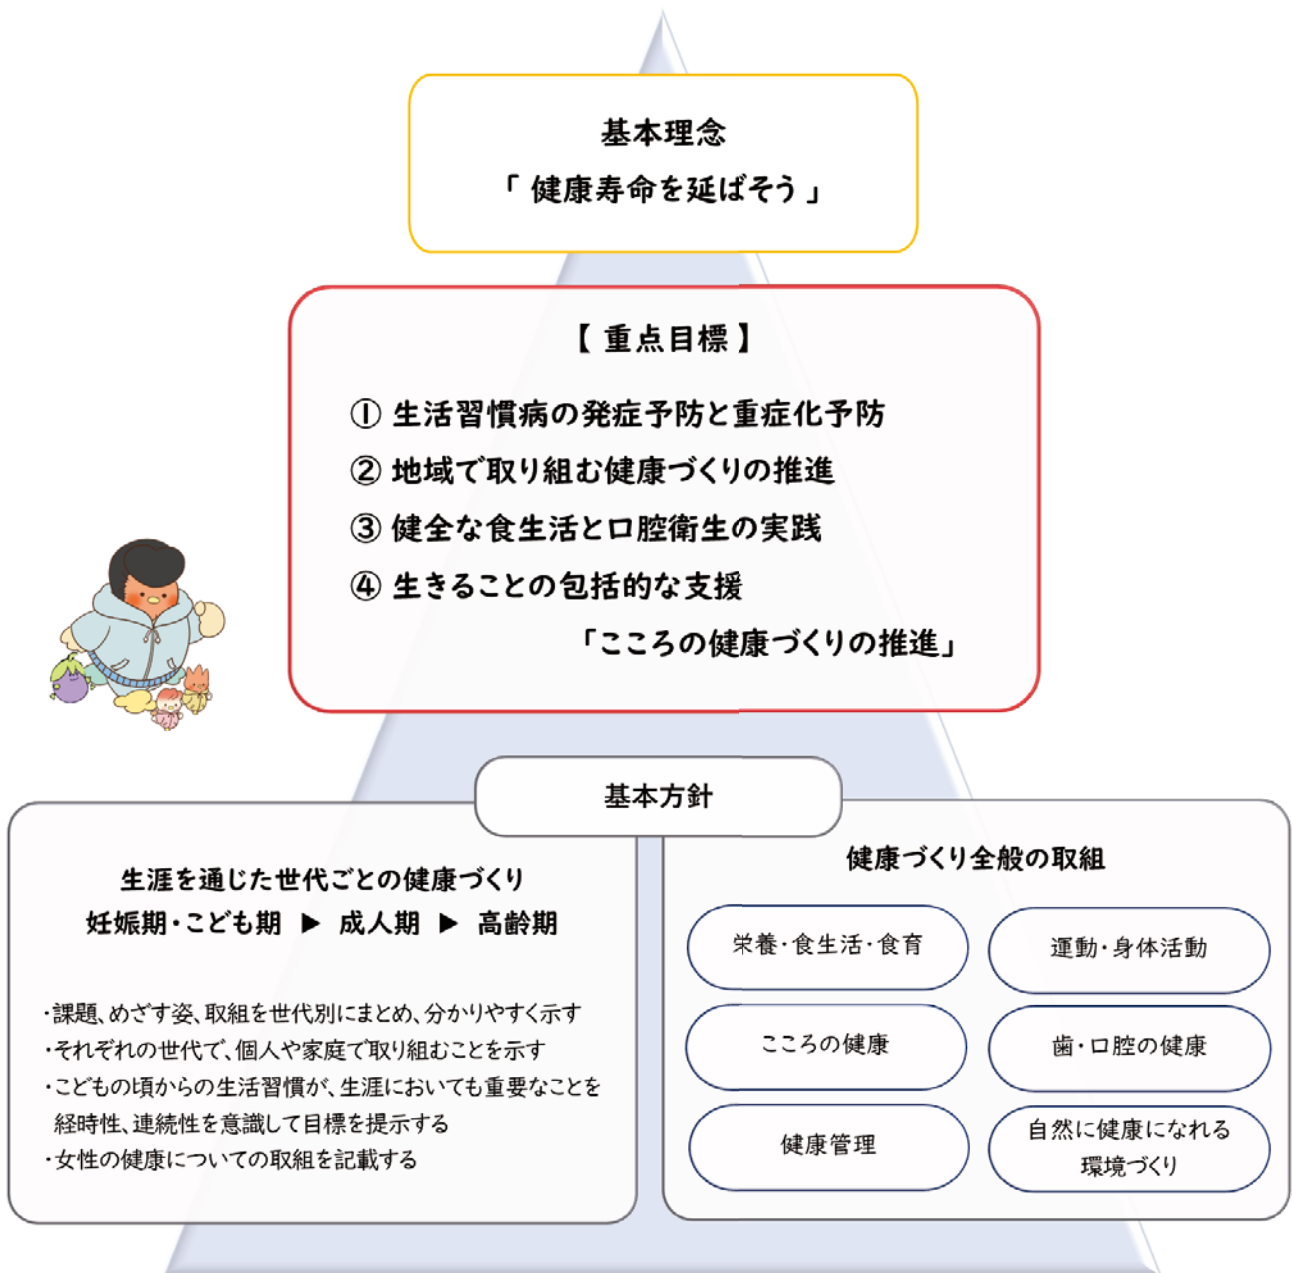 基本理念
「 健康寿命を延ばそう 」
【 重点目標 】
① 生活習慣病の発症予防と重症化予防
② 地域で取り組む健康づくりの推進
③ 健全な食生活と口腔衛生の実践
④ 生きることの包括的な支援
「こころの健康づくりの推進」
基本方針
生涯を通じた世代ごとの健康づくり
妊娠期・こども期 ▶ 成人期 ▶ 高齢期
・課題、めざす姿、取組を世代別にまとめ、分かりやすく示す
・それぞれの世代で、個人や家庭で取り組むことを示す
・こどもの頃からの生活習慣が、生涯においても重要なことを
経時性、連続性を意識して目標を提示する
・女性の健康についての取組を記載する
健康づくり全般の取組
栄養・食生活・食育
運動・身体活動
こころの健康
歯・口腔の健康
健康管理
自然に健康になれる
環境づくり